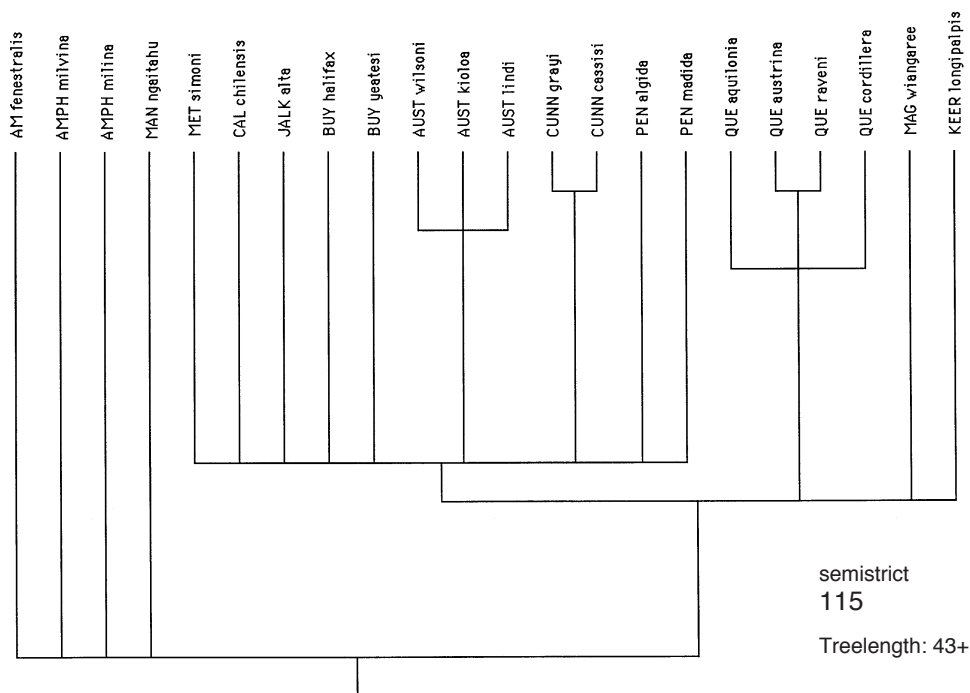 AM fenestralis
AMPH milvina
AMPH milina
MAN ngaitahu
MET simoni
CAL chilensis
JALK alta
BUY halifax
BUY yeatesi
AUST wilsoni
AUST kioloa
AUST lindi
CUNN grayi
CUNN cassisi
PEN algida
PEN madida
QUE aquilonia
QUE austrina
QUE raveni
QUE cordillera
MAG wiangaree
KEER longipalpis
semistrict
115
Treelength: 43+